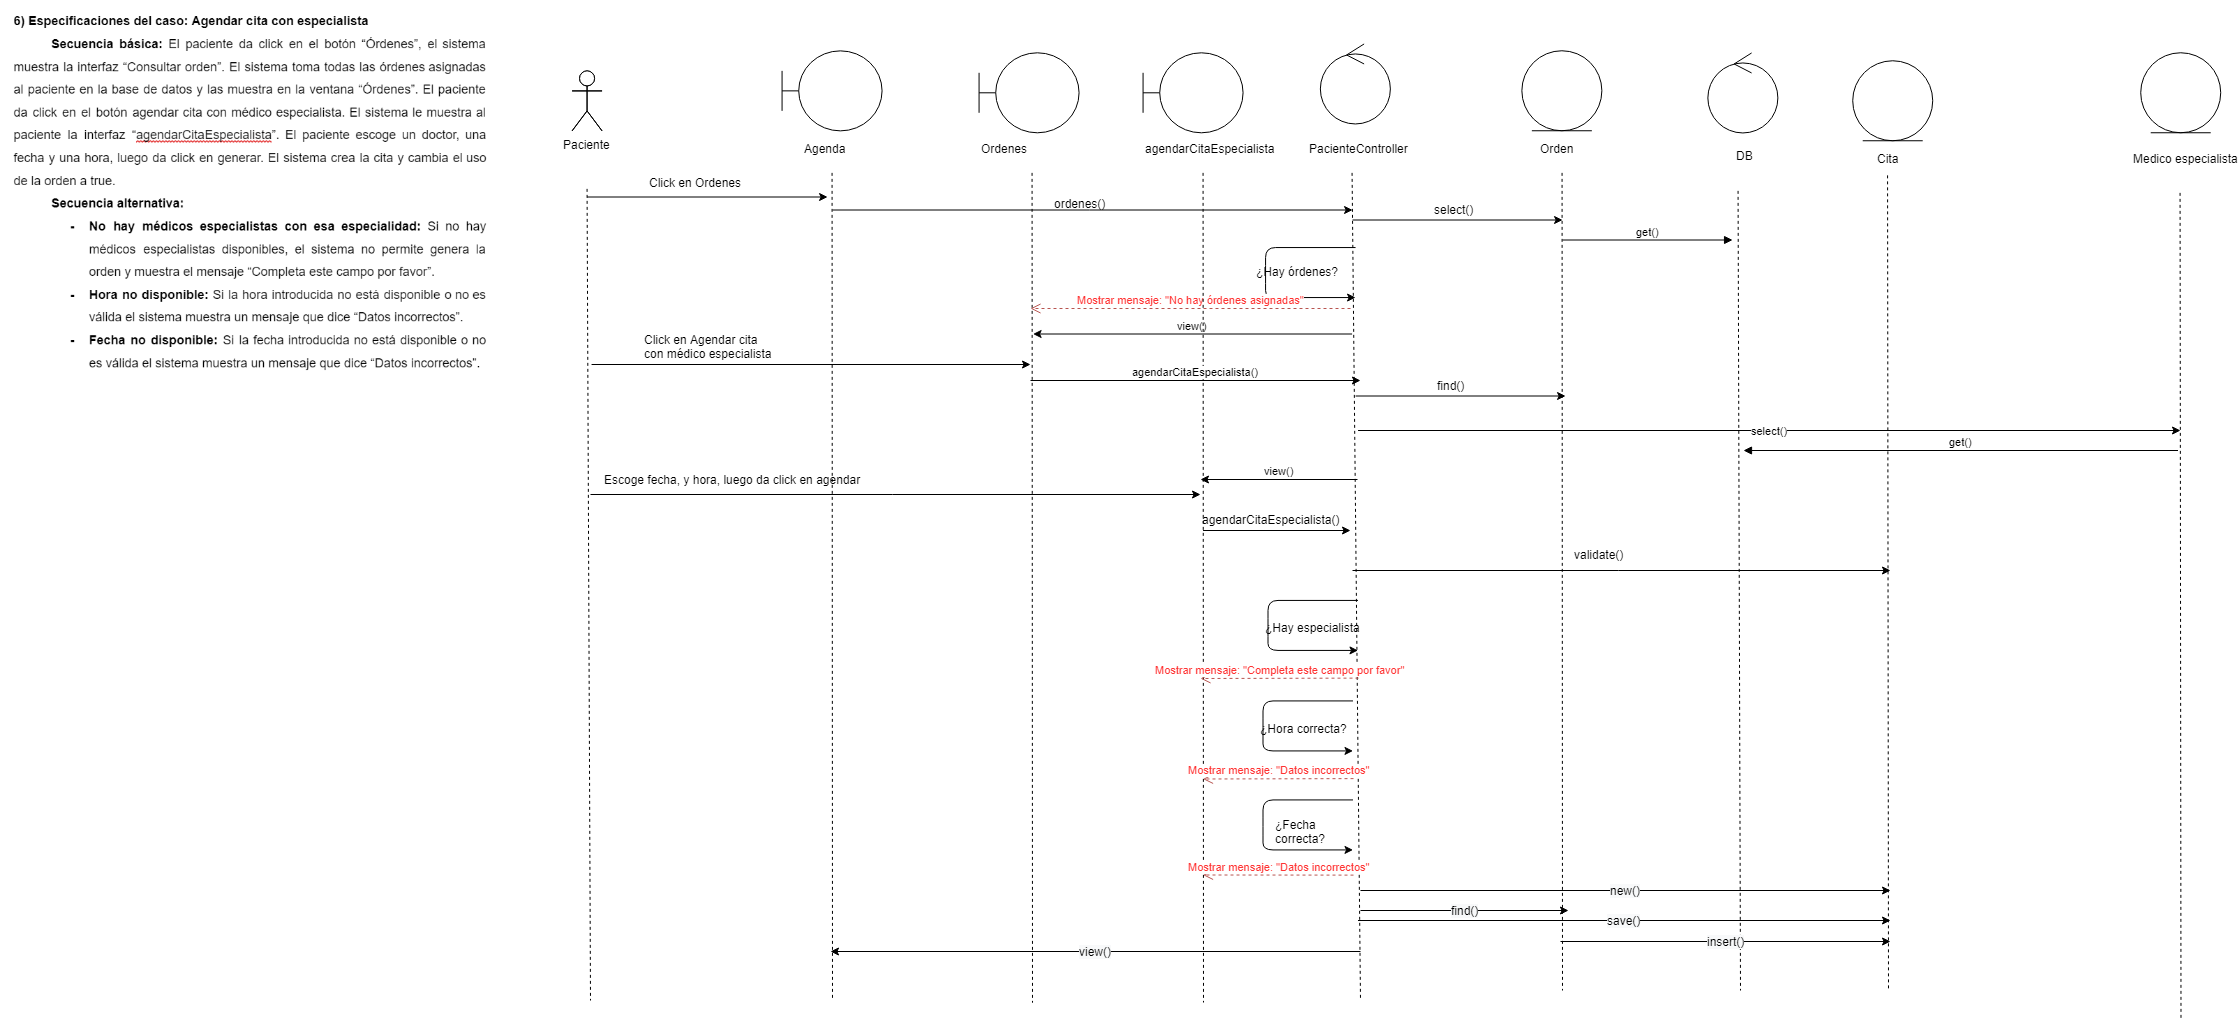 6) Especificaciones del caso: Agendar cita con especialista
Secuencia básica: El paciente da click en el botón “Órdenes”, el sistema
muestra la interfaz “Consultar orden”. El sistema toma todas las órdenes asignadas
al paciente en la base de datos y las muestra en la ventana “Órdenes”. El paciente
da click en el botón agendar cita con médico especialista. El sistema le muestra al
paciente la interfaz “agendarCitaEspecialista”. El paciente escoge un doctor, una
fecha y una hora, luego da click en generar. El sistema crea la cita y cambia el uso
de la orden a true.
Secuencia alternativa:
- No hay médicos especialistas con esa especialidad: Si no hay
médicos especialistas disponibles, el sistema no permite genera la
orden y muestra el mensaje “Completa este campo por favor”.
- Hora no disponible: Si la hora introducida no está disponible o no es
válida el sistema muestra un mensaje que dice “Datos incorrectos”.
- Fecha no disponible: Si la fecha introducida no está disponible o no
es válida el sistema muestra un mensaje que dice “Datos incorrectos”.
Paciente
Agenda
Ordenes
agendarCitaEspecialista
PacienteController
Orden
DB
Cita
Medico especialista
Click en Ordenes
ordenes()
select()
get()
¿Hay órdenes?
Mostrar mensaje: "No hay órdenes asignadas"
view()
Click en Agendar cita
con médico especialista
agendarCitaEspecialista()
find()
select()
get()
view()
Escoge fecha, y hora, luego da click en agendar
agendarCitaEspecialista()
validate()
¿Hay especialista
Mostrar mensaje: "Completa este campo por favor"
¿Hora correcta?
Mostrar mensaje: "Datos incorrectos"
¿Fecha
correcta?
Mostrar mensaje: "Datos incorrectos"
new()
find()
save()
insert()
view()